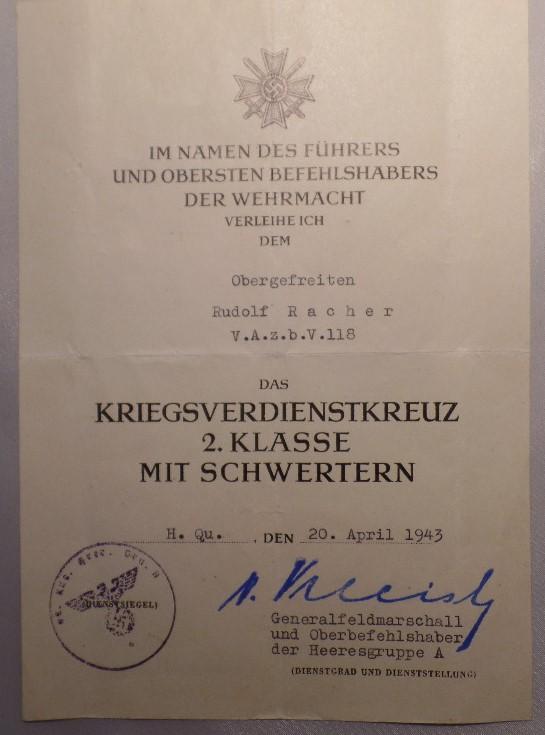 IM NAMEN DES FÜHRERS
UND OBERSTEN BEFEHLSHABERS
DER WEHRMACHT
VERLEIHE ICH
DEM
Obergefreiten
Rudolf R a c h e r
V.A.z.b.V.118
DAS
KRIEGSVERDIENSTKREUZ
2. KLASSE
MIT SCHWERTERN
H. Qu. , DEN 20. April 1943
(DIENSTSIEGEL)
v. Kleist
Generalfeldmarschall
und Oberbefehlshaber
der Heeresgruppe A
(DIENSTGRAD UND DIENSTSTELLUNG)